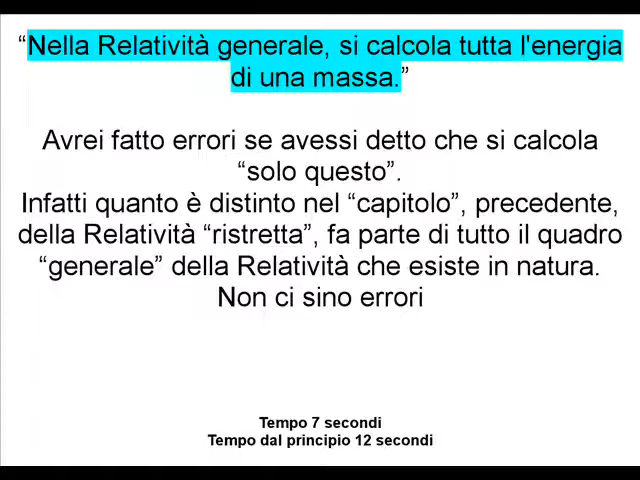 “Nella Relatività generale, si calcola tutta l'energia
di una massa.”
Avrei fatto errori se avessi detto che si calcola
“solo questo”.
Infatti quanto è distinto nel “capitolo”, precedente,
della Relatività “ristretta”, fa parte di tutto il quadro
“generale” della Relatività che esiste in natura.
Non ci sino errori
Tempo 7 secondi
Tempo dal principio 12 secondi